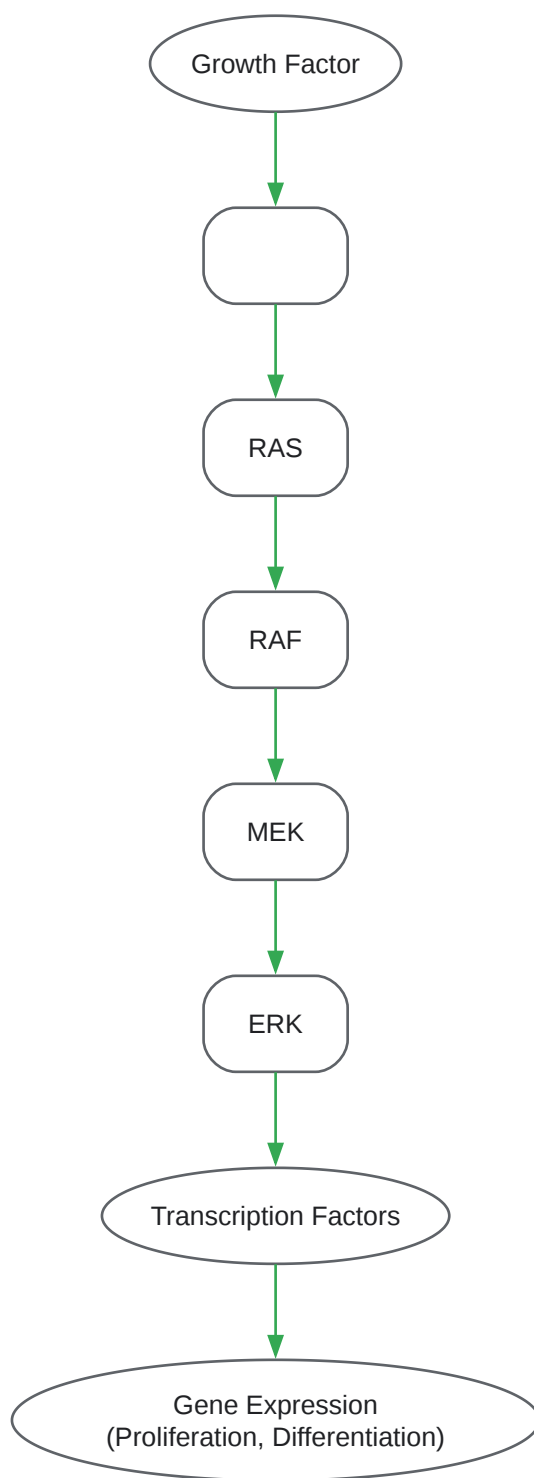 Growth Factor
RAS
RAF
MEK
ERK
Transcription Factors
Gene Expression
(Proliferation, Differentiation)